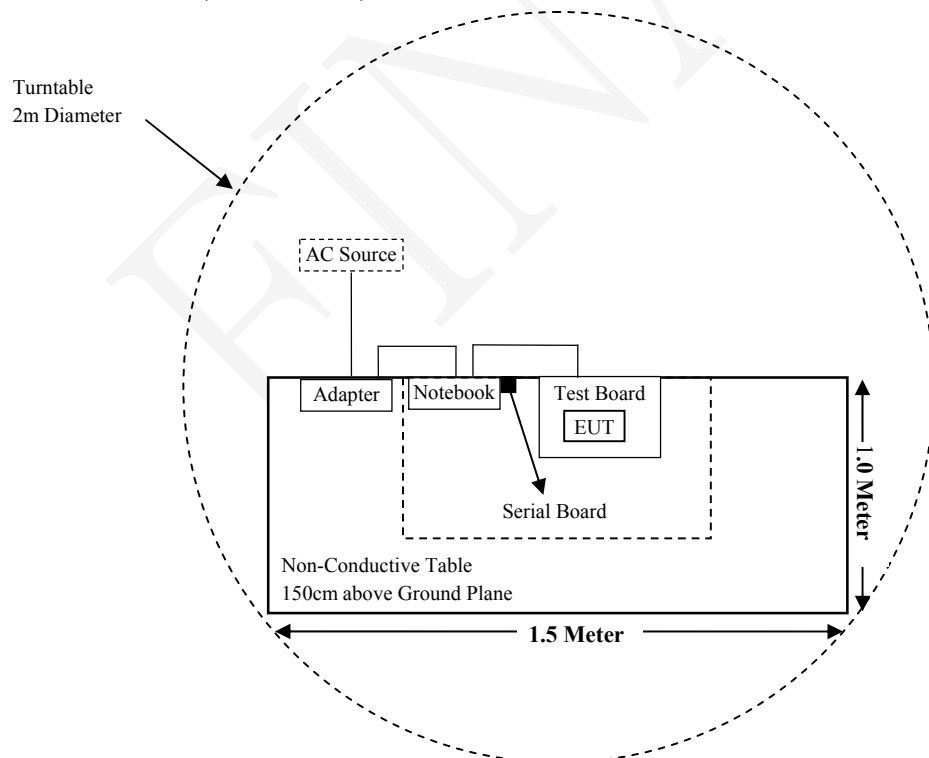 Turntable
2m Diameter
AC Source
Adapter
Notebook
Test Board
EUT
Serial Board
1.0 Meter
Non-Conductive Table
150cm above Ground Plane
1.5 Meter